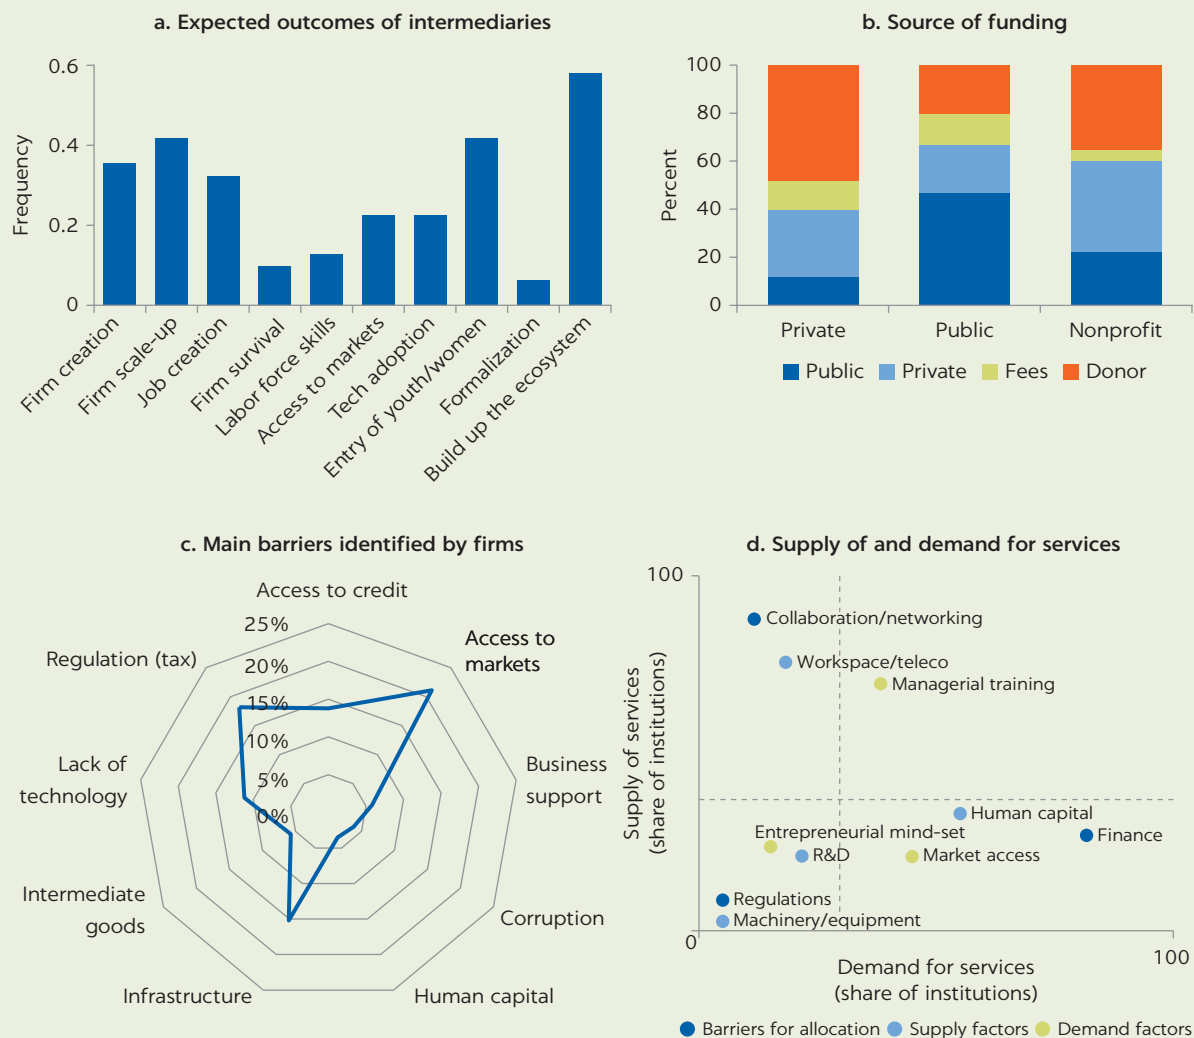 a. Expected outcomes of intermediaries
0.6
0.4
0.2
0
Frequency
Firm creation
Firm scale-up
Job creation
Firm survival
Labor force skills
Access to markets
Tech adoption
Entry of youth/women
Formalization
Build up the ecosystem
b. Source of funding
100
80
60
40
20
0
Percent
Private
Public
Nonprofit
Public
Private
Fees
Donor
c. Main barriers identified by firms
Access to credit
25%
20%
15%
10%
5%
0%
Access to
markets
Business
support
Corruption
Human capital
Infrastructure
Intermediate
goods
Lack of
technology
Regulation (tax)
d. Supply of and demand for services
100
Supply of services
(share of institutions)
Collaboration/networking
Workspace/teleco
Managerial training
Human capital
Finance
Entrepreneurial mind-set
R&D
Market access
Regulations
Machinery/equipment
0
100
Demand for services
(share of institutions)
Barriers for allocation
Supply factors
Demand factors